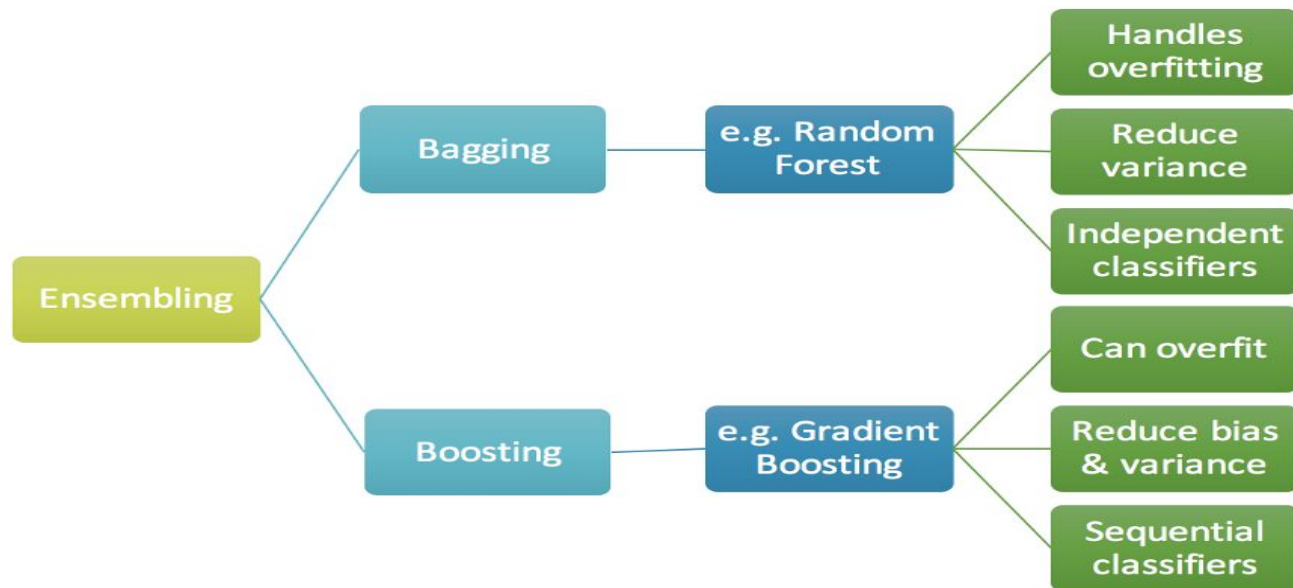 Ensembling
Bagging
e.g. Random
Forest
Handles
overfitting
Reduce
variance
Independent
classifiers
Boosting
e.g. Gradient
Boosting
Can overfit
Reduce bias
& variance
Sequential
classifiers